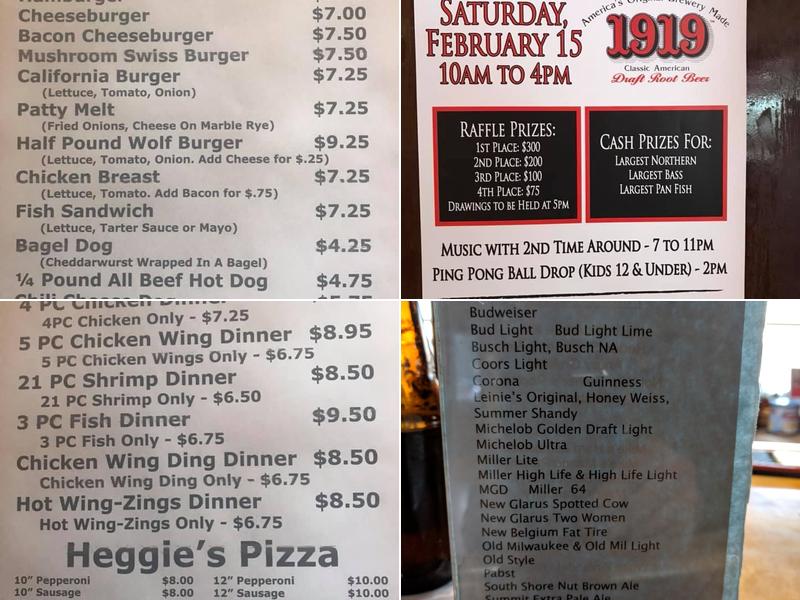 Hamburger
Cheeseburger $7.00
Bacon Cheeseburger $7.50
Mushroom Swiss Burger $7.50
California Burger $7.25
(Lettuce, Tomato, Onion)
Patty Melt $7.25
(Fried Onions, Cheese On Marble Rye)
Half Pound Wolf Burger $9.25
(Lettuce, Tomato, Onion. Add Cheese for $.25)
Chicken Breast $7.25
(Lettuce, Tomato. Add Bacon for $.75)
Fish Sandwich $7.25
(Lettuce, Tarter Sauce or Mayo)
Bagel Dog $4.25
(Cheddarwurst Wrapped In A Bagel)
¼ Pound All Beef Hot Dog $4.75
SATURDAY,
FEBRUARY 15
10AM TO 4PM
America's Original Brewery Made
1919
Classic American
Draft Root Beer
RAFFLE PRIZES:
1ST PLACE: $300
2ND PLACE: $200
3RD PLACE: $100
4TH PLACE: $75
DRAWINGS TO BE HELD AT 5PM
CASH PRIZES FOR:
LARGEST NORTHERN
LARGEST BASS
LARGEST PAN FISH
MUSIC WITH 2ND TIME AROUND - 7 TO 11PM
PING PONG BALL DROP (KIDS 12 & UNDER) - 2PM
4 PC Chicken Dinner
4PC Chicken Only - $7.25
5 PC Chicken Wing Dinner $8.95
5 PC Chicken Wings Only - $6.75
21 PC Shrimp Dinner $8.50
21 PC Shrimp Only - $6.50
3 PC Fish Dinner $9.50
3 PC Fish Only - $6.75
Chicken Wing Ding Dinner $8.50
Chicken Wing Ding Only - $6.75
Hot Wing-Zings Dinner $8.50
Hot Wing-Zings Only - $6.75
Heggie's Pizza
10" Pepperoni $8.00 12" Pepperoni $10.00
10" Sausage $8.00 12" Sausage $10.00
Budweiser
Bud Light Bud Light Lime
Busch Light, Busch NA
Coors Light
Corona Guinness
Leinie's Original, Honey Weiss,
Summer Shandy
Michelob Golden Draft Light
Michelob Ultra
Miller Lite
Miller High Life & High Life Light
MGD Miller 64
New Glarus Spotted Cow
New Glarus Two Women
New Belgium Fat Tire
Old Milwaukee & Old Mil Light
Old Style
Pabst
South Shore Nut Brown Ale
Summit Extra Pale Ale